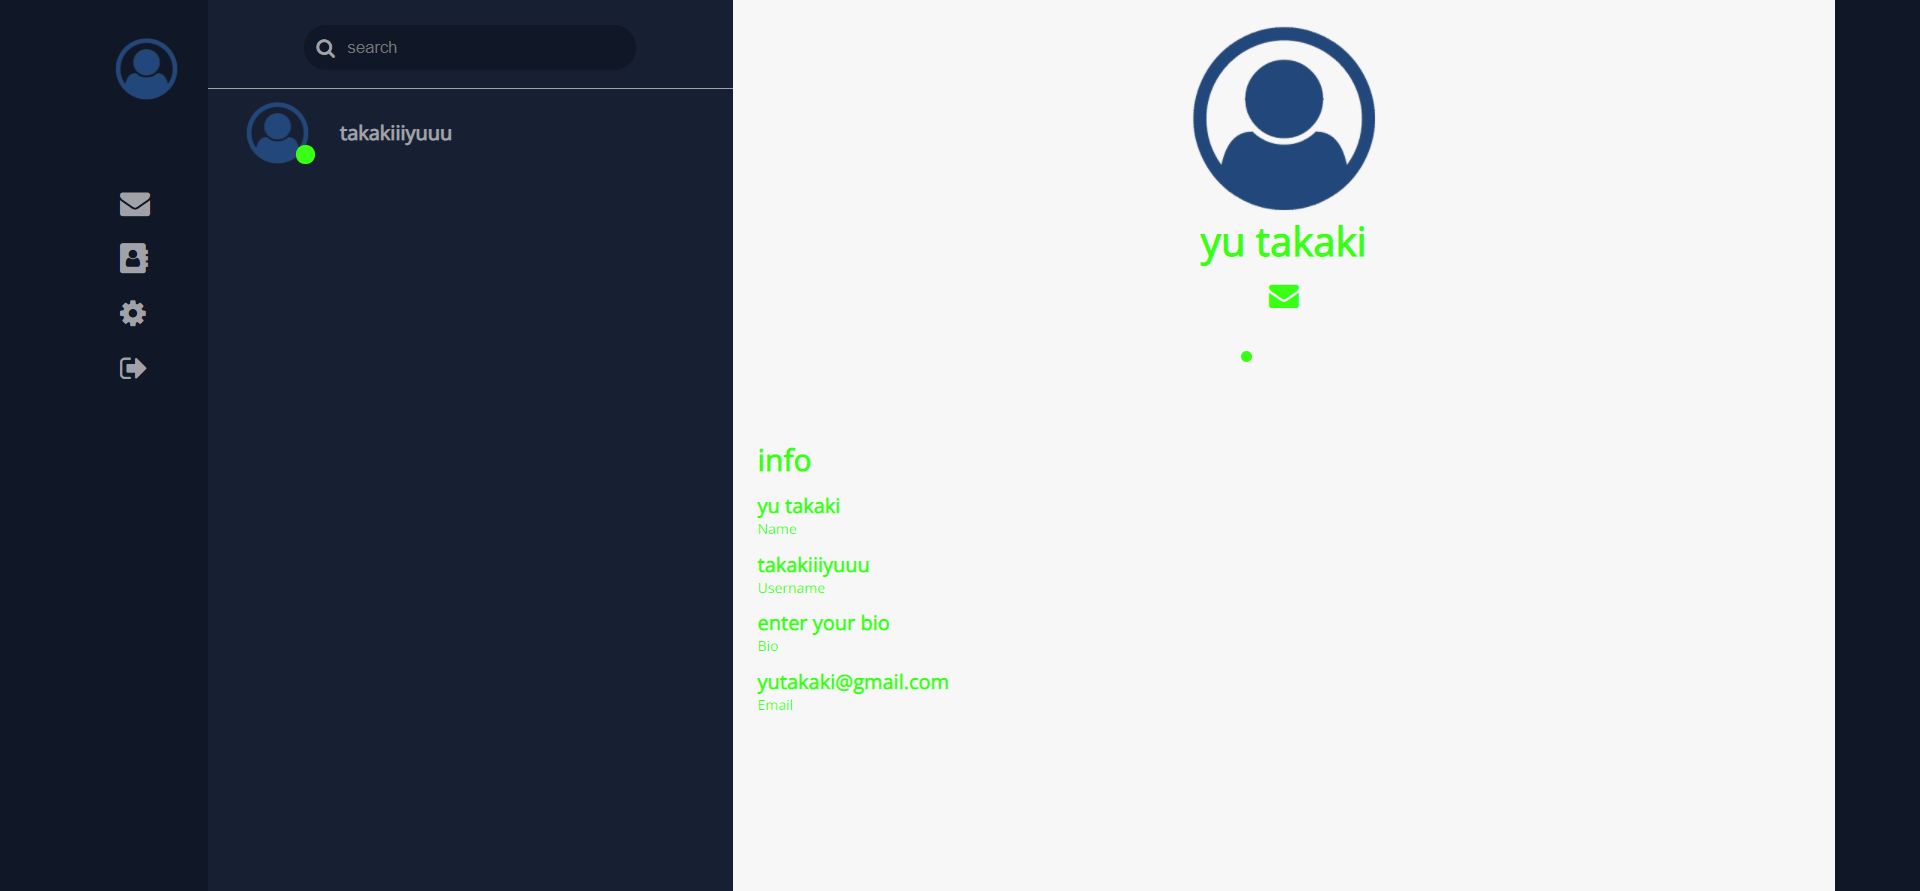 search
takakiiiyuuu
yu takaki
info
yu takaki
Name
takakiiiyuuu
Username
enter your bio
Bio
yutakaki@gmail.com
Email